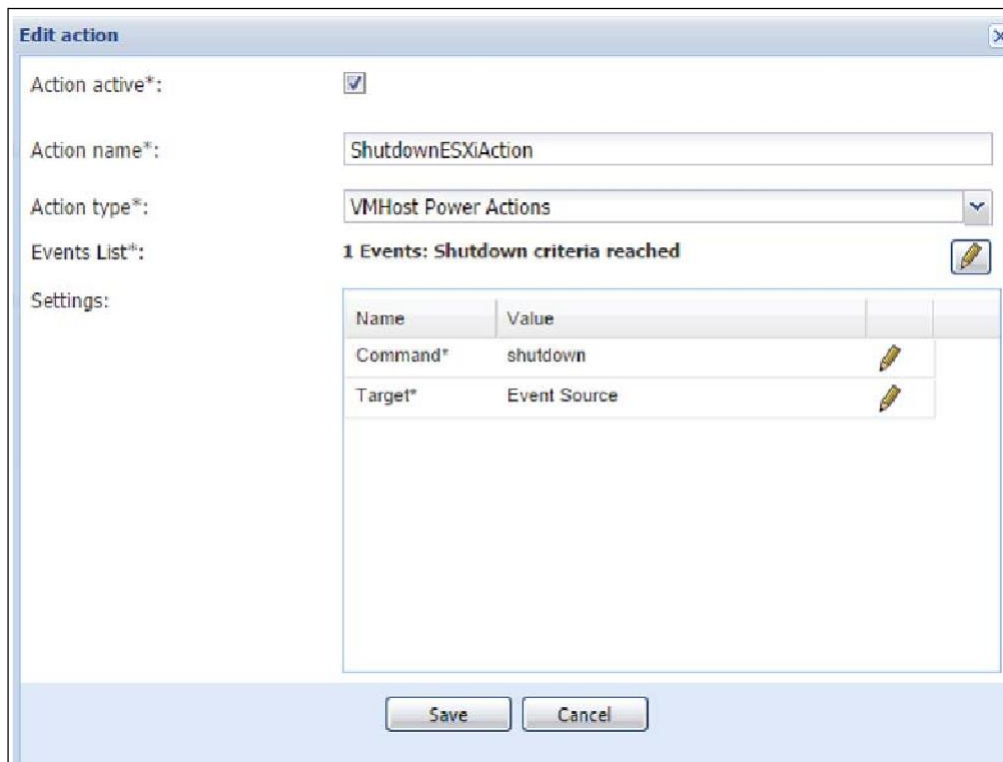 Edit action
Action active*:
Action name*: ShutdownESXiAction
Action type*: VMHost Power Actions
Events List*: 1 Events: Shutdown criteria reached
Settings:
Name Value
Command* shutdown
Target* Event Source
Save Cancel